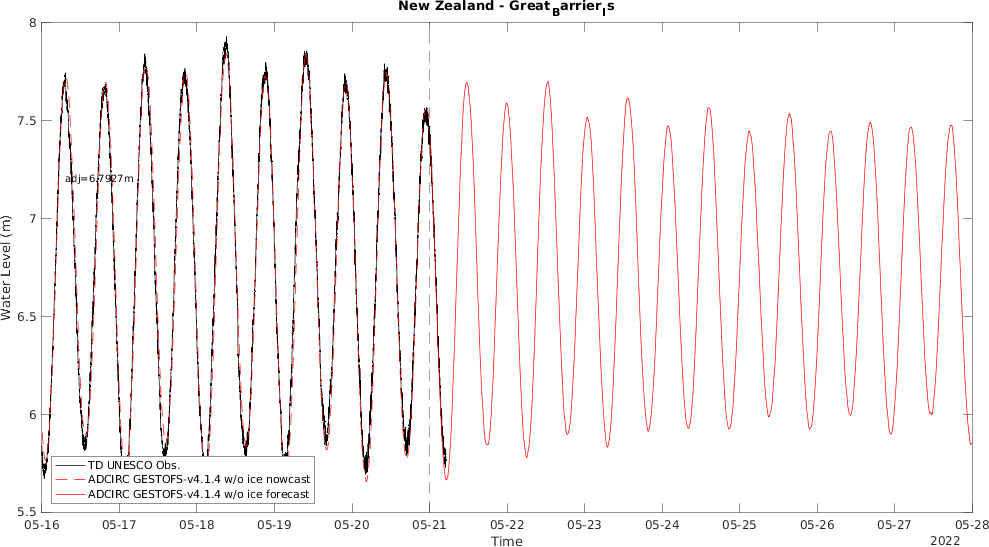 New Zealand - GreatBarrierIs
8
7.5
7
6.5
6
5.5
Water Level (m)
adj=6.7927m
TD UNESCO Obs.
ADCIRC GESTOFS-v4.1.4 w/o ice nowcast
ADCIRC GESTOFS-v4.1.4 w/o ice forecast
05-16 05-17 05-18 05-19 05-20 05-21 05-22 05-23 05-24 05-25 05-26 05-27 05-28
Time
2022